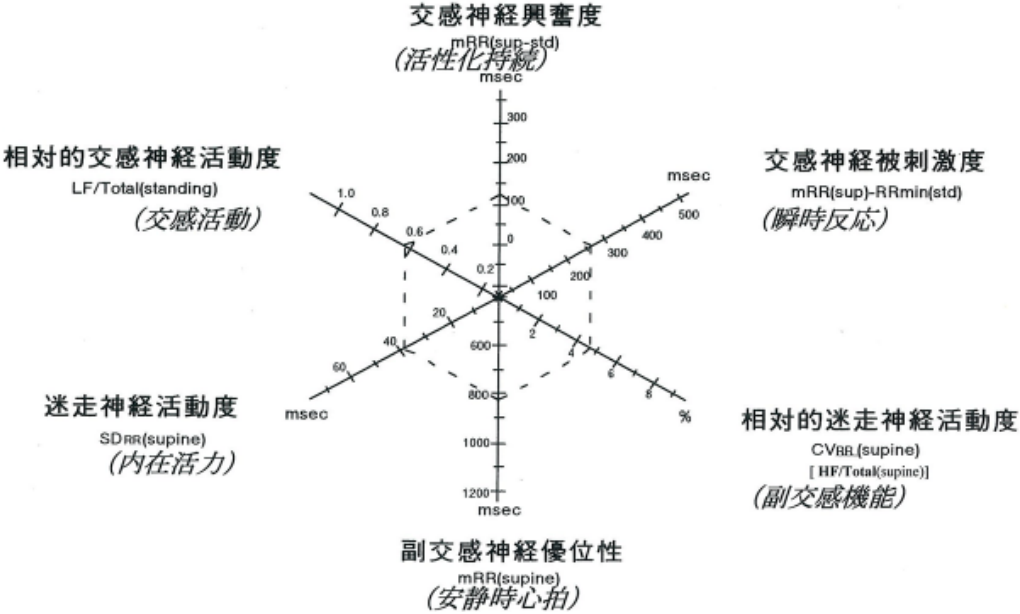 交感神経興奮度
mRR(sup-std)
(活性化持続)
msec
300
200
100
0
相対的交感神経活動度
LF/Total(standing)
(交感活動)
1.0
0.8
0.6
0.4
0.2
交感神経被刺激度
mRR(sup)-RRmin(std)
(瞬時反応)
msec
500
400
300
200
100
20
40
60
msec
迷走神経活動度
SDRR(supine)
(内在活力)
2
4
6
8
%
相対的迷走神経活動度
CVRR(supine)
[ HF/Total(supine)]
(副交感機能)
600
800
1000
1200
msec
副交感神経優位性
mRR(supine)
(安静時心拍)